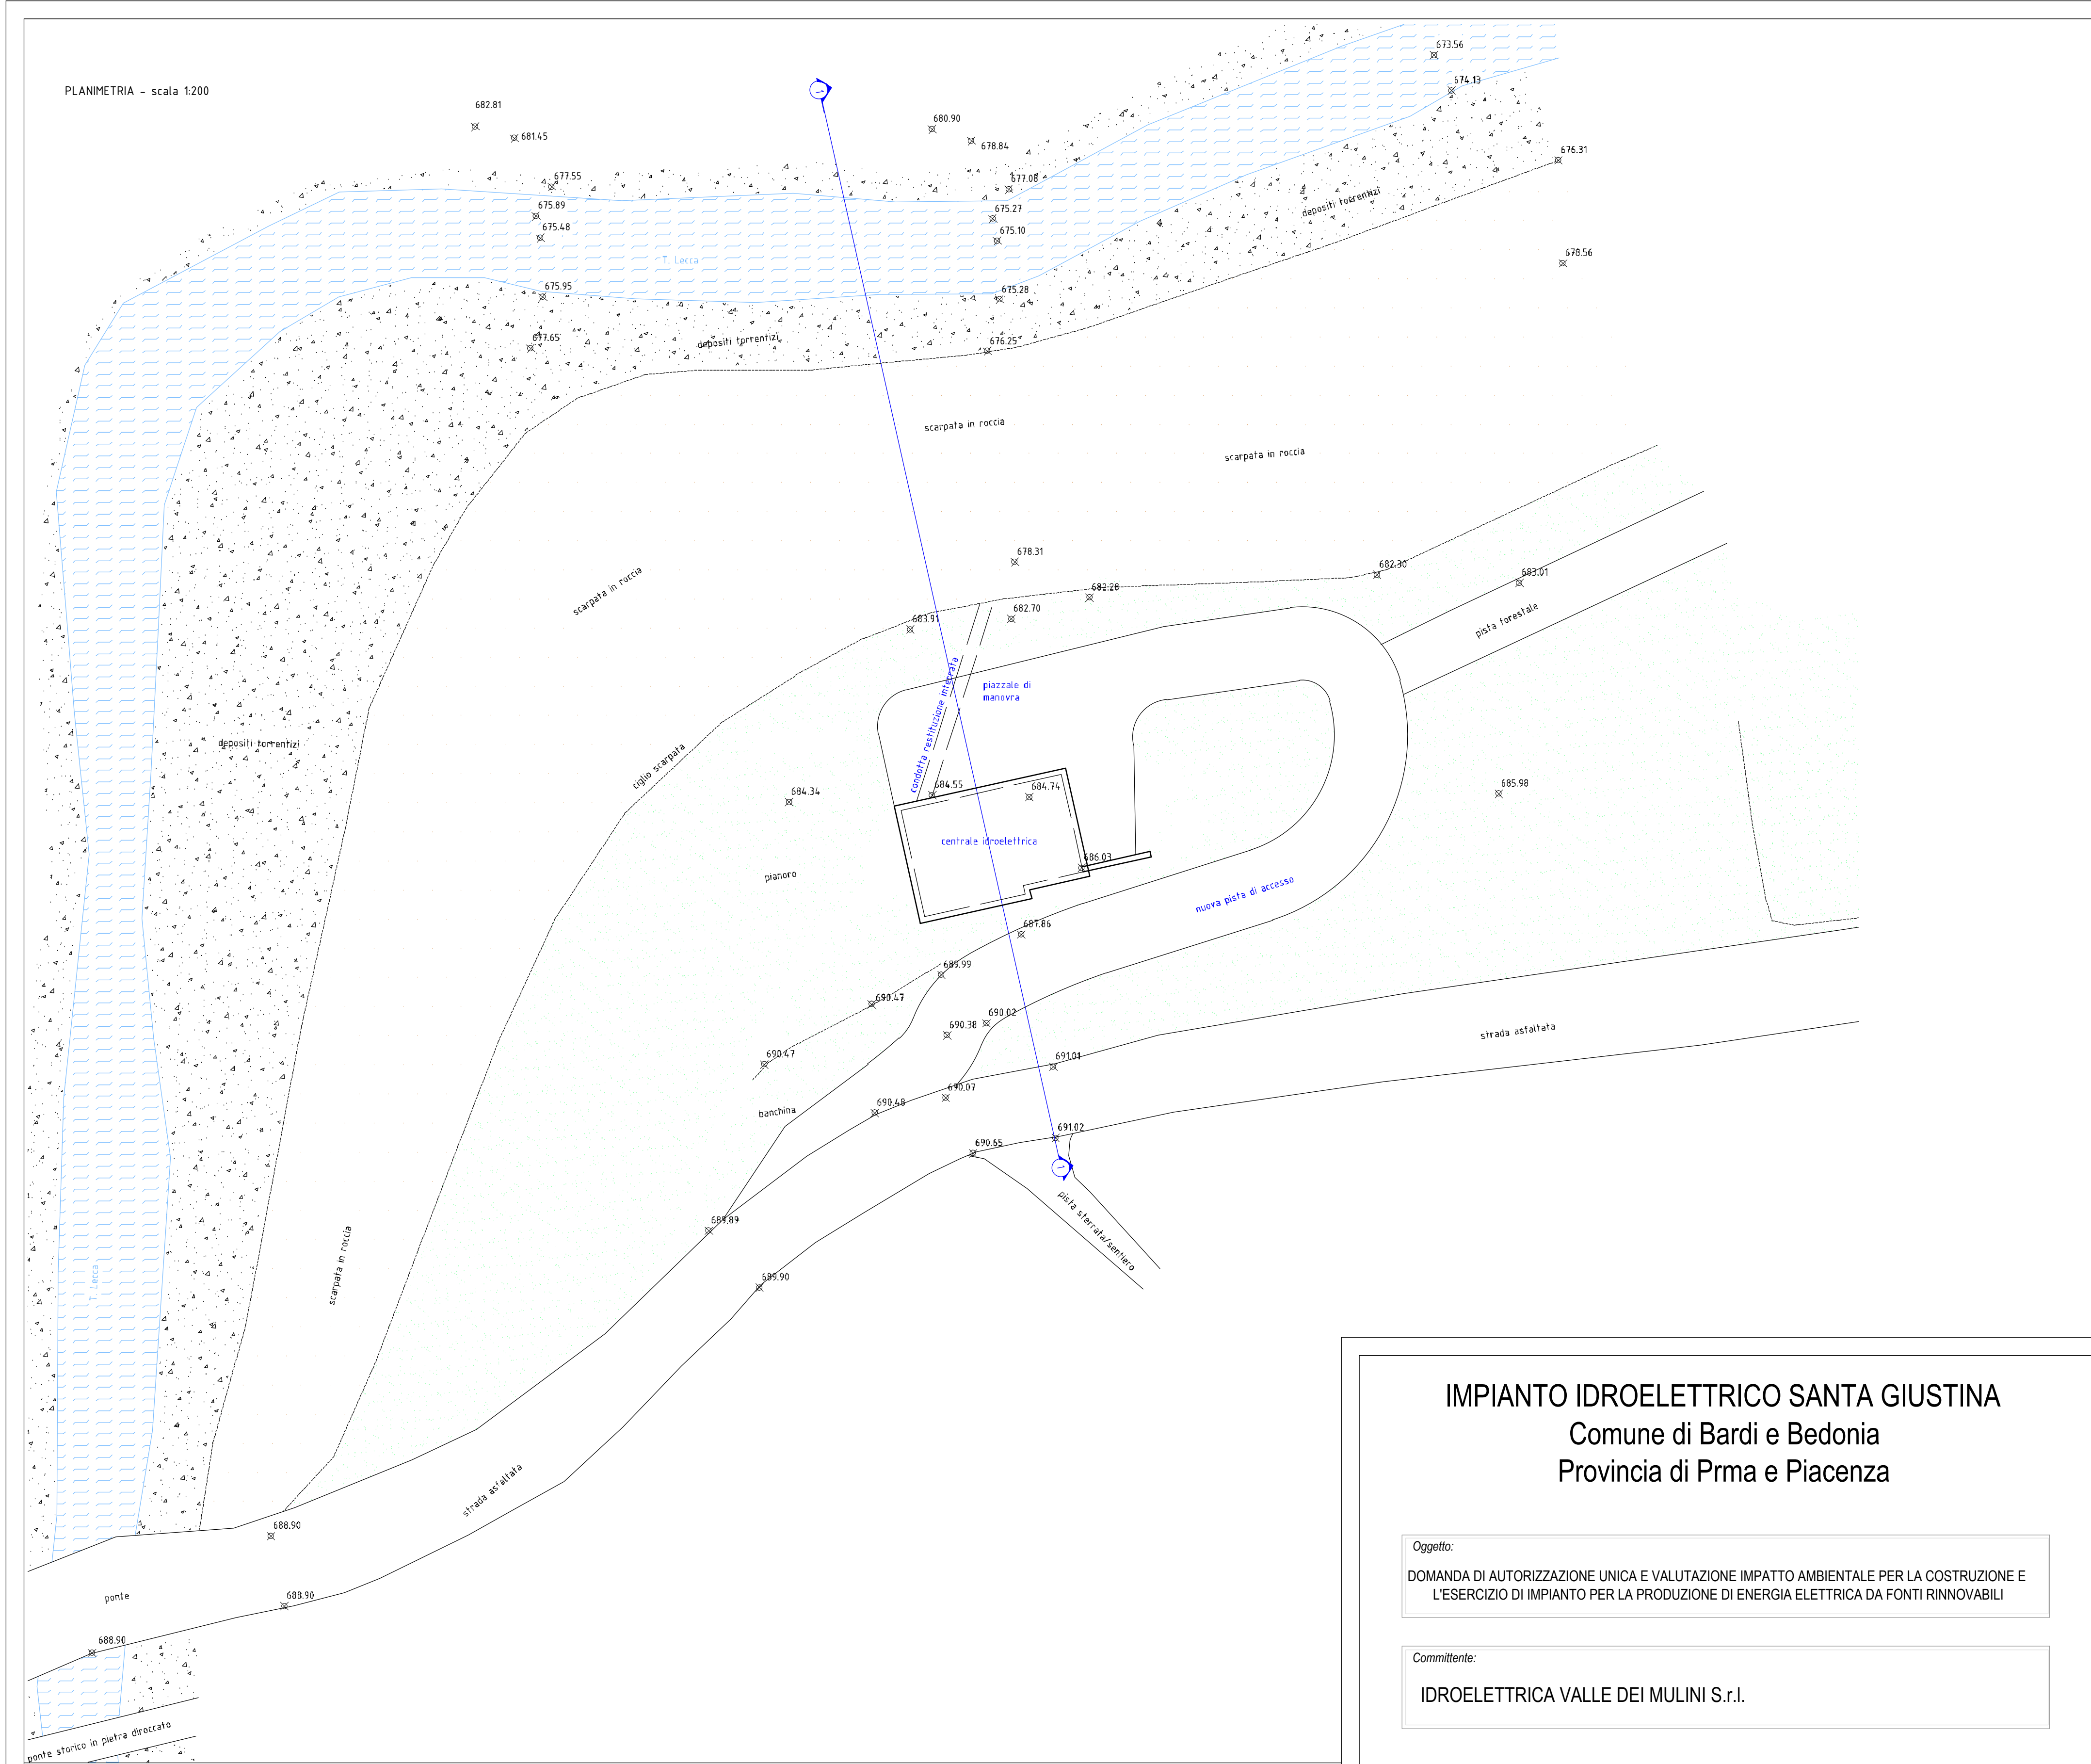 PLANIMETRIA - scala 1:200
673.56
674.13
682.81
681.45
680.90
678.84
676.31
677.55
677.08
depositi torrentizi
675.89
675.27
675.48
675.10
T. Lecca
678.56
675.95
675.28
677.65
depositi torrentizi
676.25
scarpata in roccia
scarpata in roccia
678.31
scarpata in roccia
682.30
683.01
682.28
683.91
682.70
pista forestale
piazzale di
manovra
condotta restituzione interrata
depositi torrentizi
ciglio scarpata
684.34
684.55
684.74
685.98
centrale idroelettrica
686.03
pianoro
nuova pista di accesso
687.86
689.99
690.47
690.38
690.02
strada asfaltata
690.47
691.01
690.07
banchina
690.48
691.02
690.65
1
1
pista sterrata/sentiero
689.89
scarpata in roccia
T. Lecca
689.90
strada asfaltata
688.90
ponte
688.90
688.90
ponte storico in pietra diroccato
IMPIANTO IDROELETTRICO SANTA GIUSTINA
Comune di Bardi e Bedonia
Provincia di Prma e Piacenza
Oggetto:
DOMANDA DI AUTORIZZAZIONE UNICA E VALUTAZIONE IMPATTO AMBIENTALE PER LA COSTRUZIONE E
L'ESERCIZIO DI IMPIANTO PER LA PRODUZIONE DI ENERGIA ELETTRICA DA FONTI RINNOVABILI
Committente:
IDROELETTRICA VALLE DEI MULINI S.r.l.